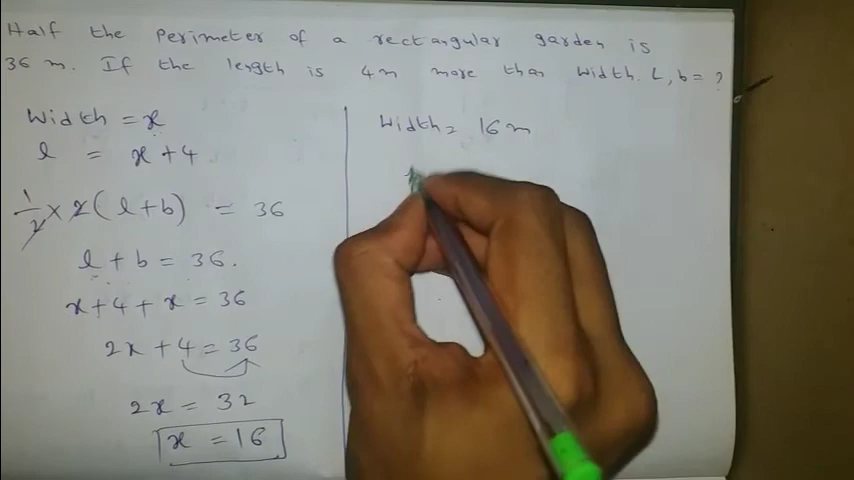 Half the perimeter of a rectangular garden is
36 m. If the length is 4m more than width. L, b = ?
Width = x
l = x + 4
1/2 × 2 ( l + b ) = 36
l + b = 36.
x + 4 + x = 36
2x + 4 = 36
2x = 32
x = 16
Width = 16 m